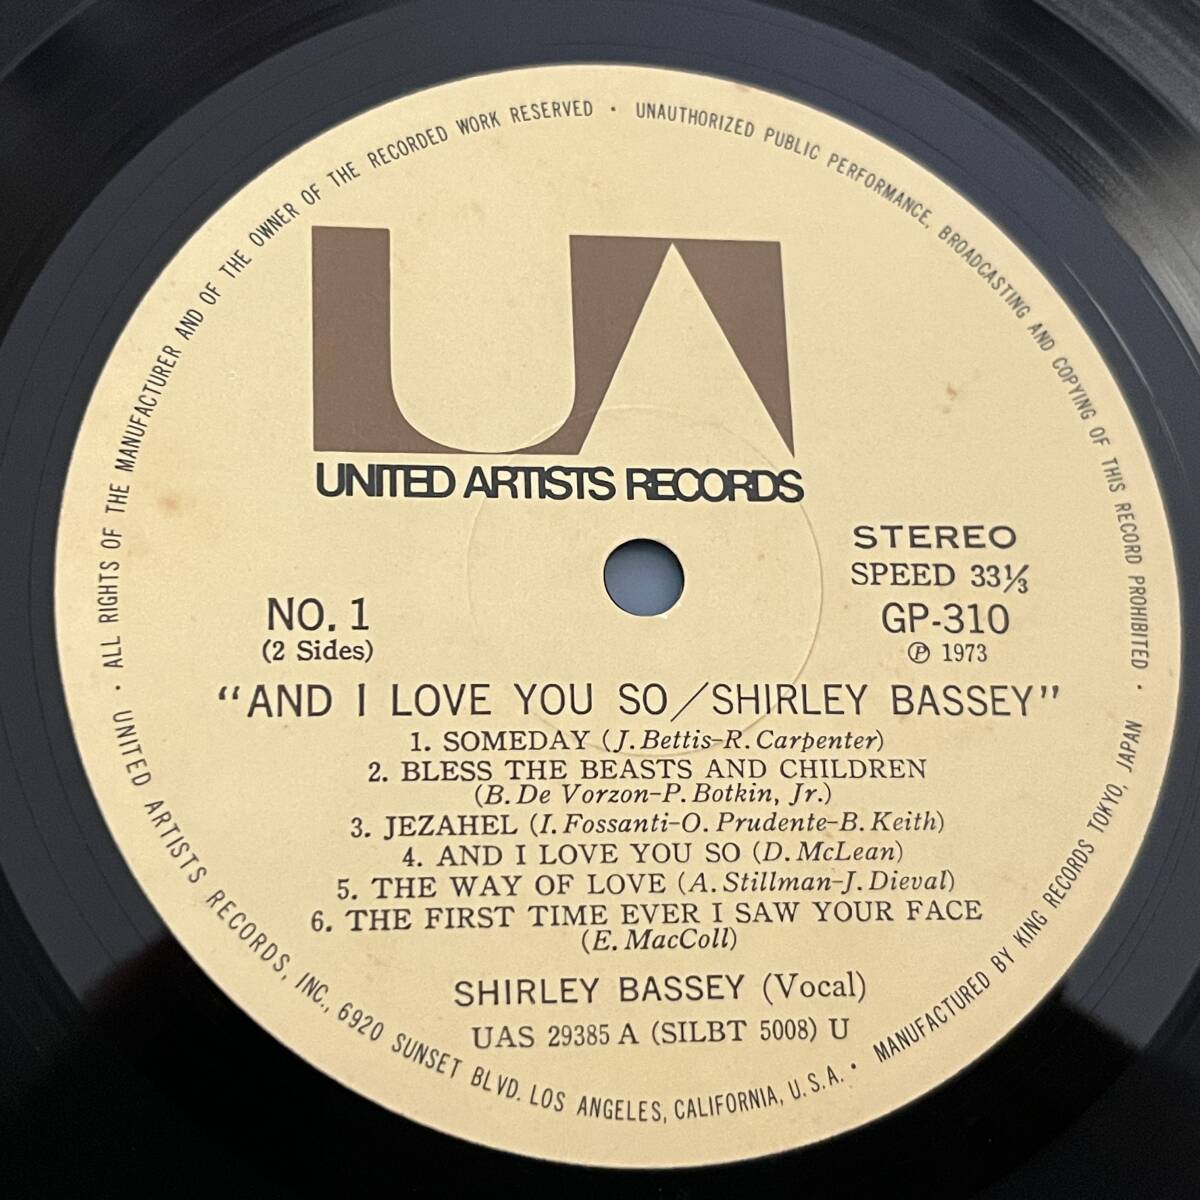 UA
UNITED ARTISTS RECORDS
STEREO
SPEED 33⅓
NO. 1
GP-310
(2 Sides)
℗ 1973
"AND I LOVE YOU SO/SHIRLEY BASSEY"
1. SOMEDAY (J. Bettis-R. Carpenter)
2. BLESS THE BEASTS AND CHILDREN
(B. De Vorzon-P. Botkin, Jr.)
3. JEZAHEL (I. Fossanti-O. Prudente-B. Keith)
4. AND I LOVE YOU SO (D. McLean)
5. THE WAY OF LOVE (A. Stillman-J. Dieval)
6. THE FIRST TIME EVER I SAW YOUR FACE
(E. MacColl)
SHIRLEY BASSEY (Vocal)
UAS 29385 A (SILBT 5008) U
ALL RIGHTS OF THE MANUFACTURER AND OF THE OWNER OF THE RECORDED WORK RESERVED · UNAUTHORIZED PUBLIC PERFORMANCE, BROADCASTING AND COPYING OF THIS RECORD PROHIBITED ·
UNITED ARTISTS RECORDS, INC., 6920 SUNSET BLVD. LOS ANGELES, CALIFORNIA, U.S.A. · MANUFACTURED BY KING RECORDS TOKYO, JAPAN